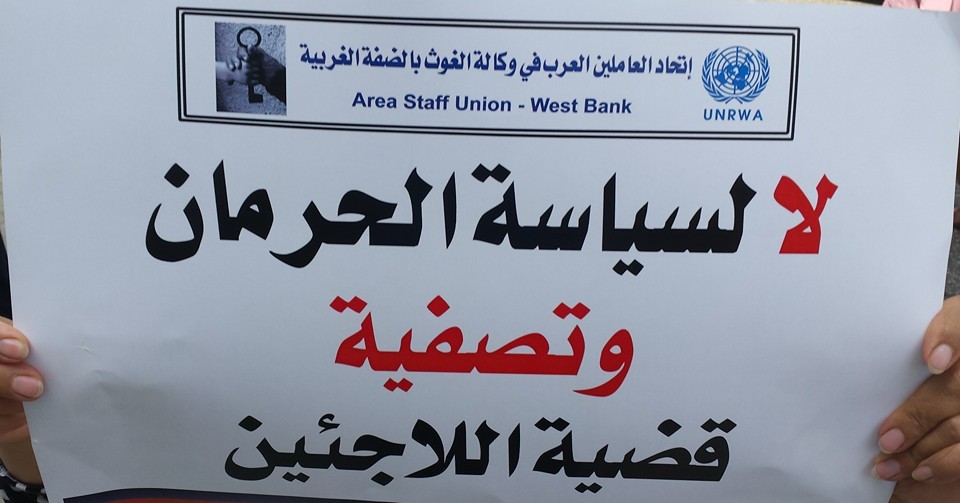 إتحاد العاملين العرب في وكالة الغوث بالضفة الغربية
Area Staff Union - West Bank
UNRWA
لا لسياسة الحرمان
وتصفية
قضية اللاجئين